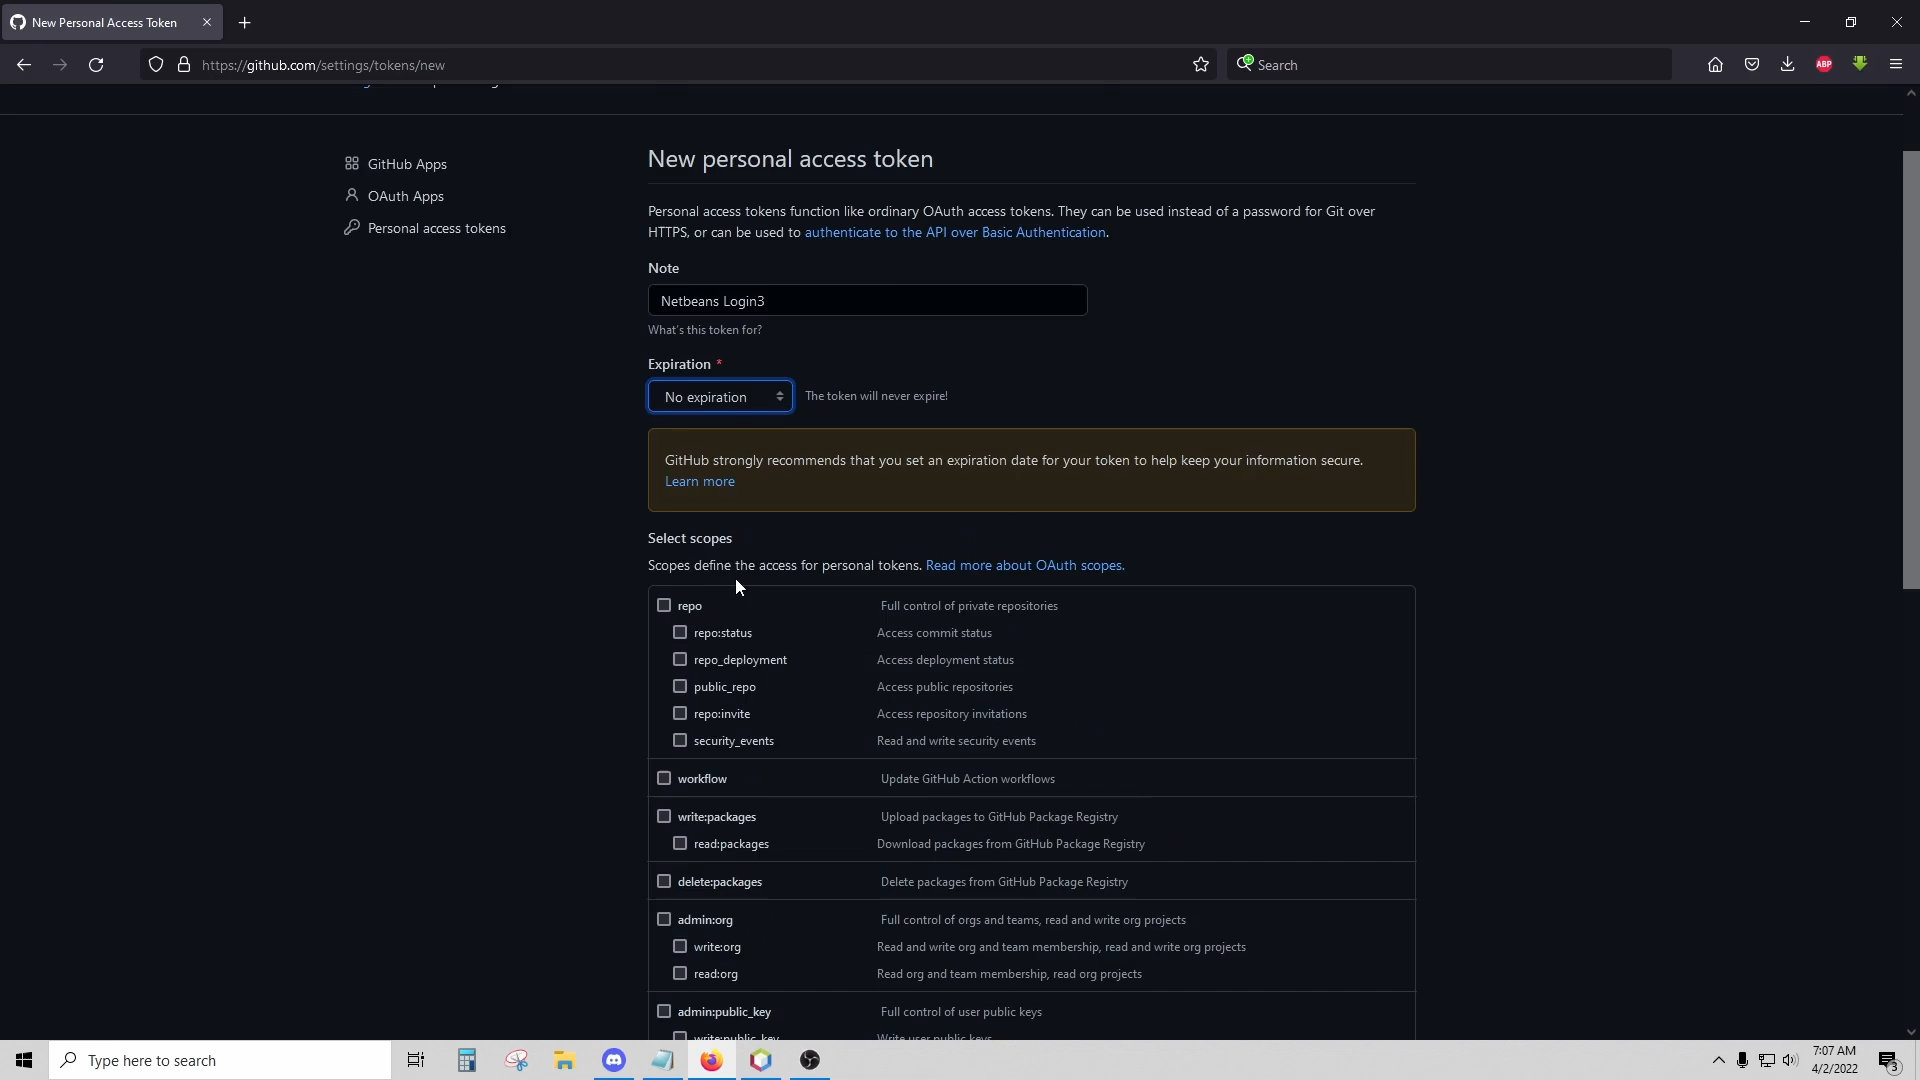 New Personal Access Token
https://github.com/settings/tokens/new
Search
ABP
GitHub Apps
OAuth Apps
Personal access tokens
New personal access token
Personal access tokens function like ordinary OAuth access tokens. They can be used instead of a password for Git over
HTTPS, or can be used to authenticate to the API over Basic Authentication.
Note
Netbeans Login3
What's this token for?
Expiration *
No expiration
The token will never expire!
GitHub strongly recommends that you set an expiration date for your token to help keep your information secure.
Learn more
Select scopes
Scopes define the access for personal tokens. Read more about OAuth scopes.
repo Full control of private repositories
repo:status Access commit status
repo_deployment Access deployment status
public_repo Access public repositories
repo:invite Access repository invitations
security_events Read and write security events
workflow Update GitHub Action workflows
write:packages Upload packages to GitHub Package Registry
read:packages Download packages from GitHub Package Registry
delete:packages Delete packages from GitHub Package Registry
admin:org Full control of orgs and teams, read and write org projects
write:org Read and write org and team membership, read and write org projects
read:org Read org and team membership, read org projects
admin:public_key Full control of user public keys
write:public_key Write user public keys
Type here to search
7:07 AM
4/2/2022
3